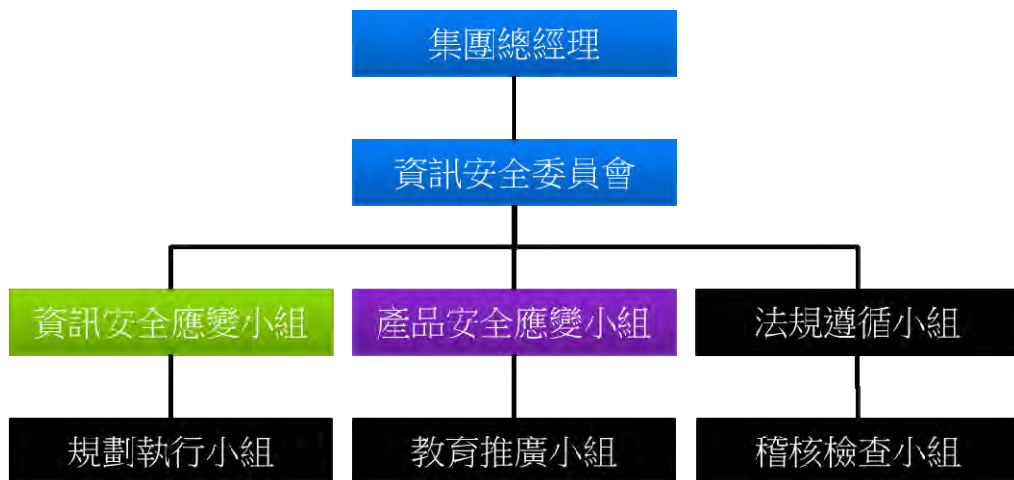 集團總經理
資訊安全委員會
資訊安全應變小組
產品安全應變小組
法規遵循小組
規劃執行小組
教育推廣小組
稽核檢查小組